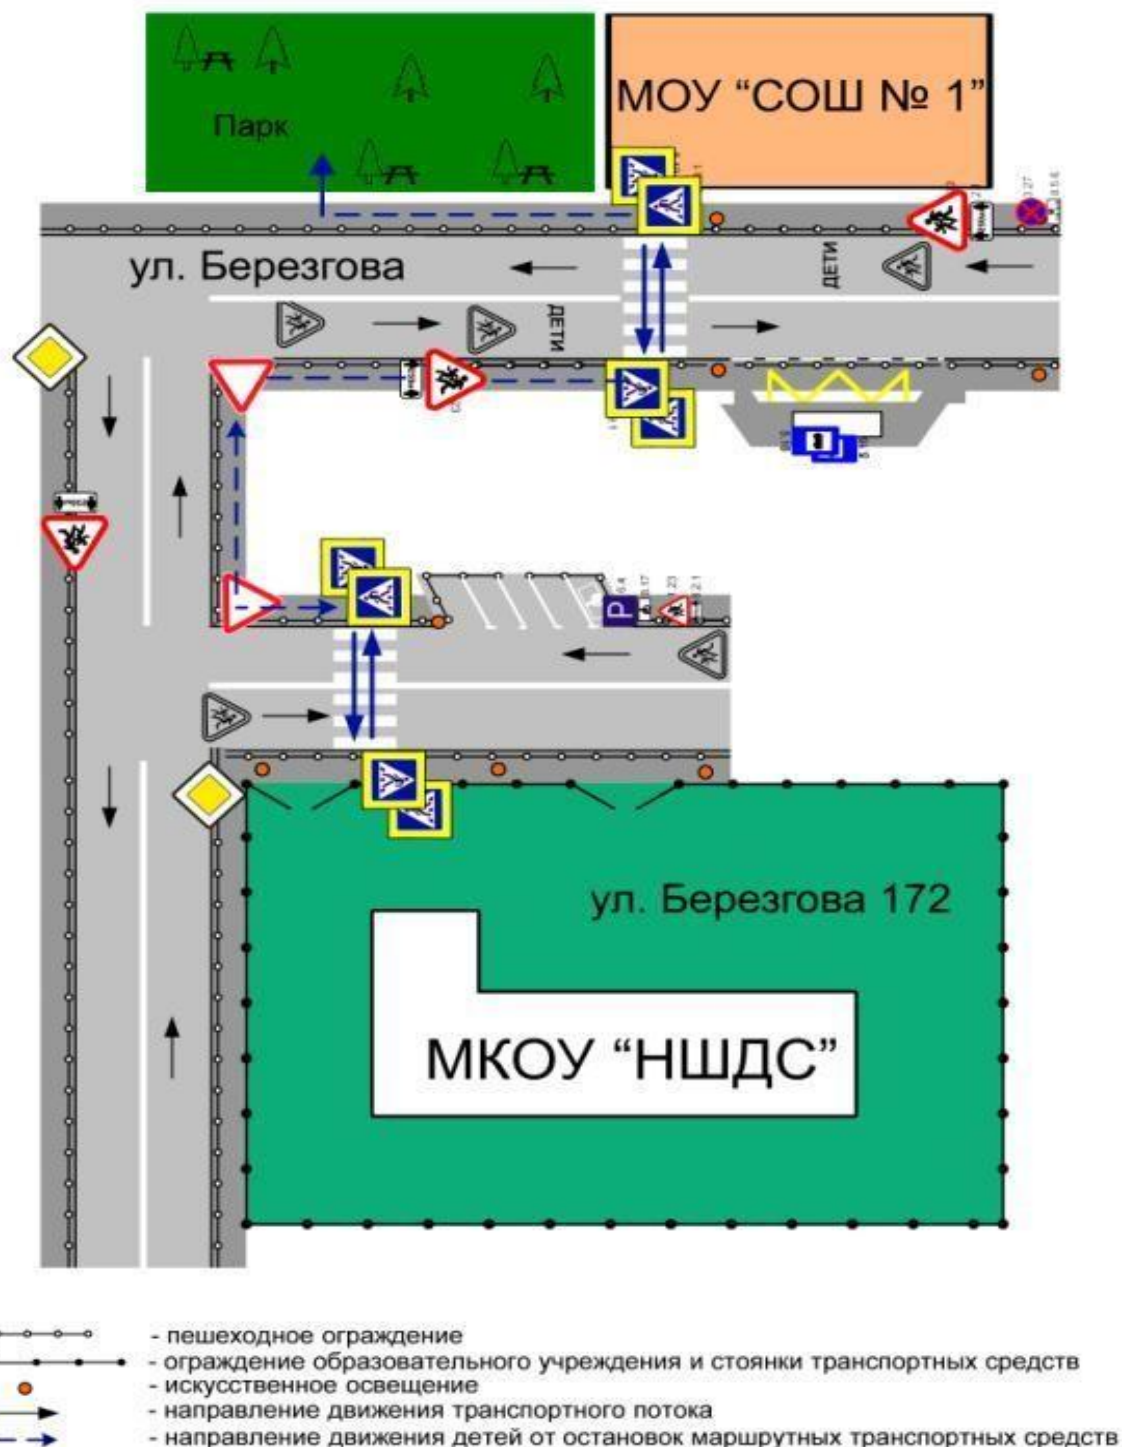 Парк
МОУ “СОШ № 1”
ул. Березгова
ДЕТИ
ДЕТИ
P
ул. Березгова 172
МКОУ “НШДС”
- пешеходное ограждение
- ограждение образовательного учреждения и стоянки транспортных средств
- искусственное освещение
- направление движения транспортного потока
- направление движения детей от остановок маршрутных транспортных средств